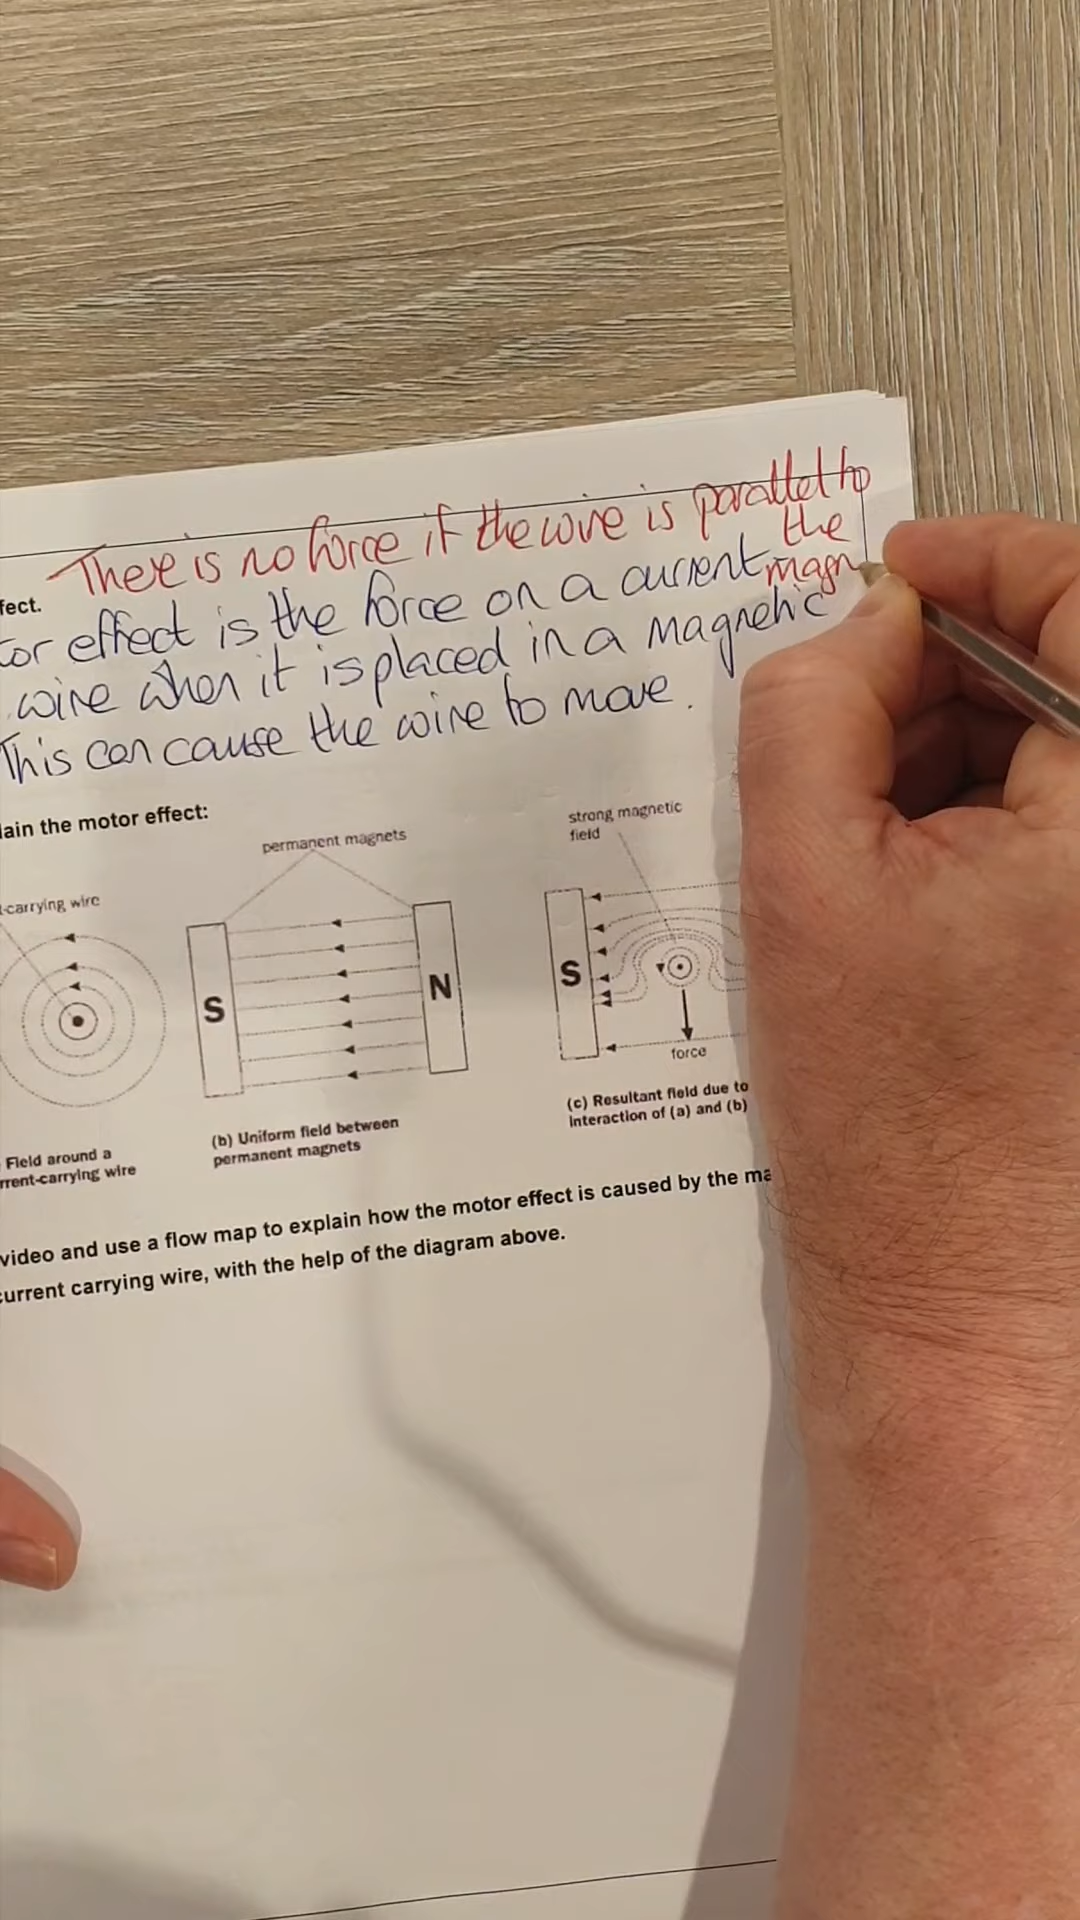 There is no force if the wire is parallel to
the
magn
fect.
tor effect is the force on a current
wire when it is placed in a magnetic
This can cause the wire to move.
lain the motor effect:
permanent magnets
strong magnetic
field
t-carrying wire
S
N
S
force
Field around a
rrent-carrying wire
(b) Uniform field between
permanent magnets
(c) Resultant field due to
interaction of (a) and (b)
video and use a flow map to explain how the motor effect is caused by the ma
current carrying wire, with the help of the diagram above.